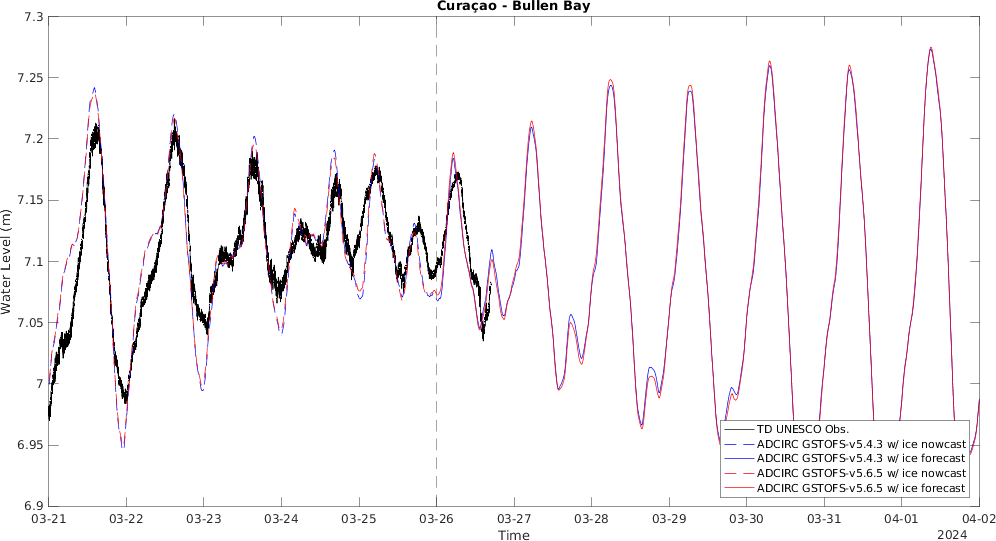 Curaçao - Bullen Bay
7.3
7.25
7.2
7.15
7.1
7.05
7
6.95
6.9
Water Level (m)
TD UNESCO Obs.
ADCIRC GSTOFS-v5.4.3 w/ ice nowcast
ADCIRC GSTOFS-v5.4.3 w/ ice forecast
ADCIRC GSTOFS-v5.6.5 w/ ice nowcast
ADCIRC GSTOFS-v5.6.5 w/ ice forecast
03-21 03-22 03-23 03-24 03-25 03-26 03-27 03-28 03-29 03-30 03-31 04-01 04-02
Time
2024